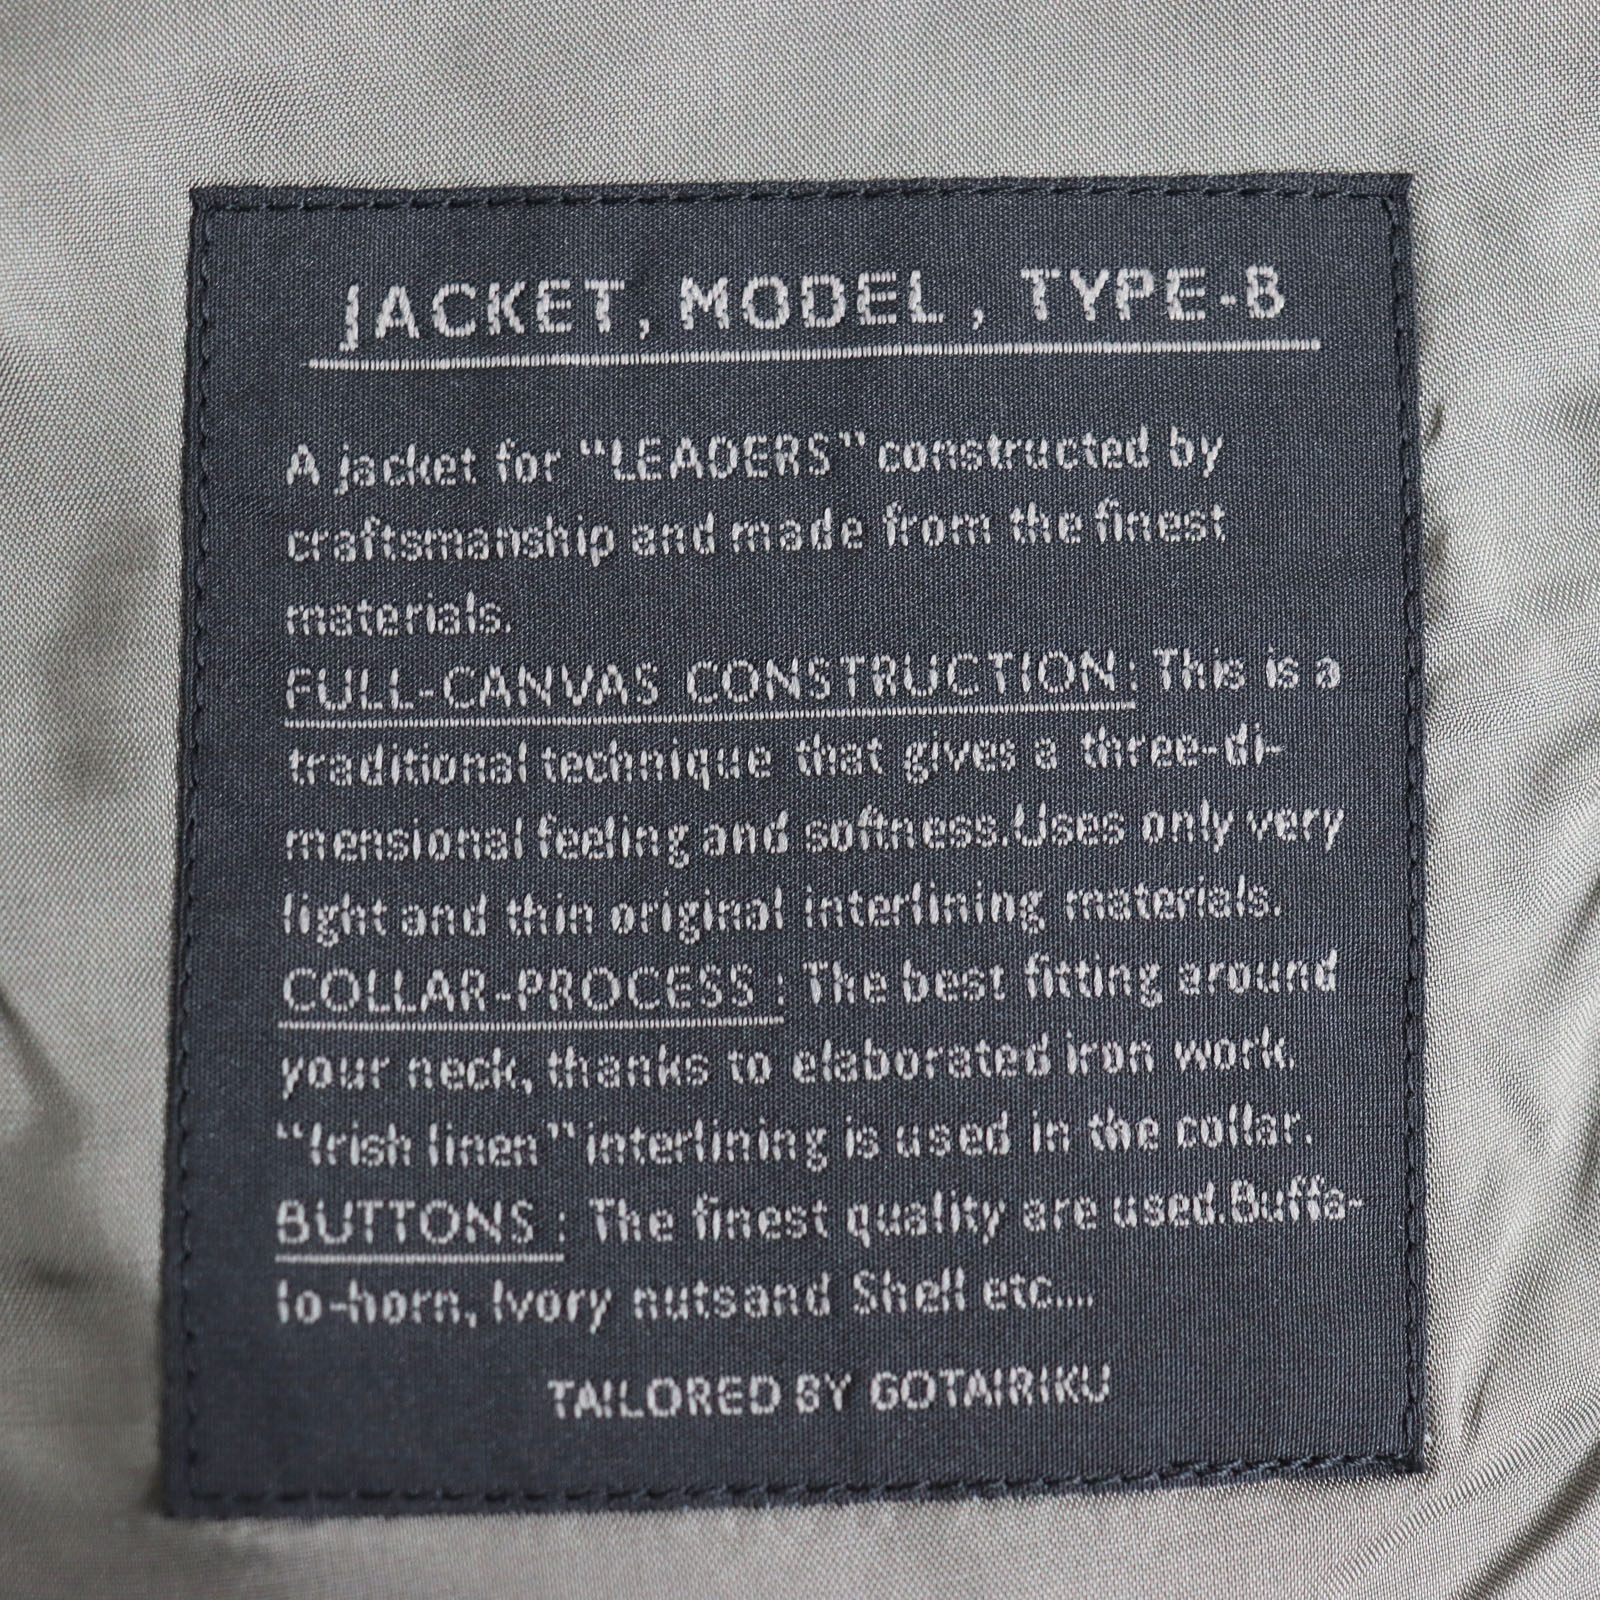 JACKET, MODEL, TYPE-B
A jacket for "LEADERS" constructed by
craftsmanship and made from the finest
materials.
FULL-CANVAS CONSTRUCTION: This is a
traditional technique that gives a three-di-
mensional feeling and softness.Uses only very
light and thin original interlining materials.
COLLAR-PROCESS : The best fitting around
your neck, thanks to elaborated iron work.
"Irish linen" interlining is used in the collar.
BUTTONS : The finest quality are used.Buffa-
lo-horn, Ivory nutsand Shell etc....
TAILORED BY GOTAIRIKU